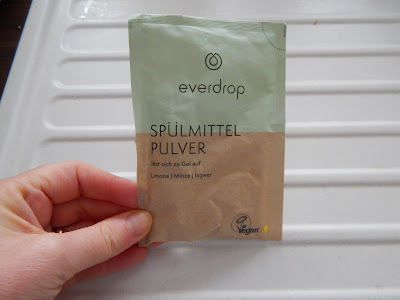 everdrop
SPÜLMITTEL
PULVER
löst sich zu Gel auf
Limone | Minze | Ingwer
vegan